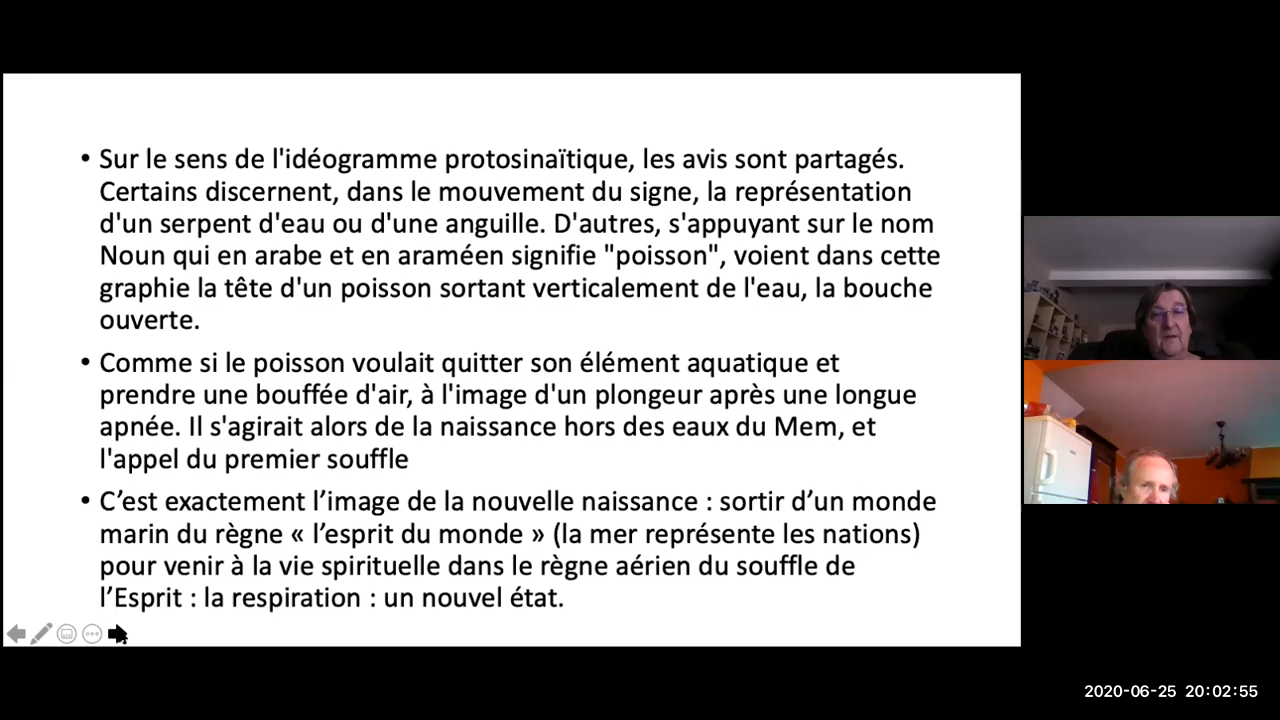 • Sur le sens de l'idéogramme protosinaïtique, les avis sont partagés.
Certains discernent, dans le mouvement du signe, la représentation
d'un serpent d'eau ou d'une anguille. D'autres, s'appuyant sur le nom
Noun qui en arabe et en araméen signifie "poisson", voient dans cette
graphie la tête d'un poisson sortant verticalement de l'eau, la bouche
ouverte.
• Comme si le poisson voulait quitter son élément aquatique et
prendre une bouffée d'air, à l'image d'un plongeur après une longue
apnée. Il s'agirait alors de la naissance hors des eaux du Mem, et
l'appel du premier souffle
• C’est exactement l’image de la nouvelle naissance : sortir d’un monde
marin du règne « l’esprit du monde » (la mer représente les nations)
pour venir à la vie spirituelle dans le règne aérien du souffle de
l’Esprit : la respiration : un nouvel état.
2020-06-25 20:02:55